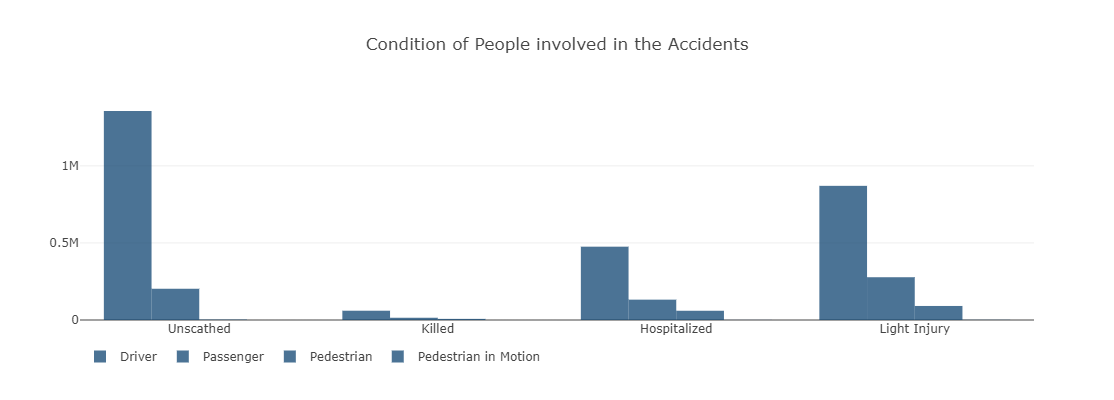 Condition of People involved in the Accidents
1M
0.5M
0
Unscathed Killed Hospitalized Light Injury
Driver Passenger Pedestrian Pedestrian in Motion